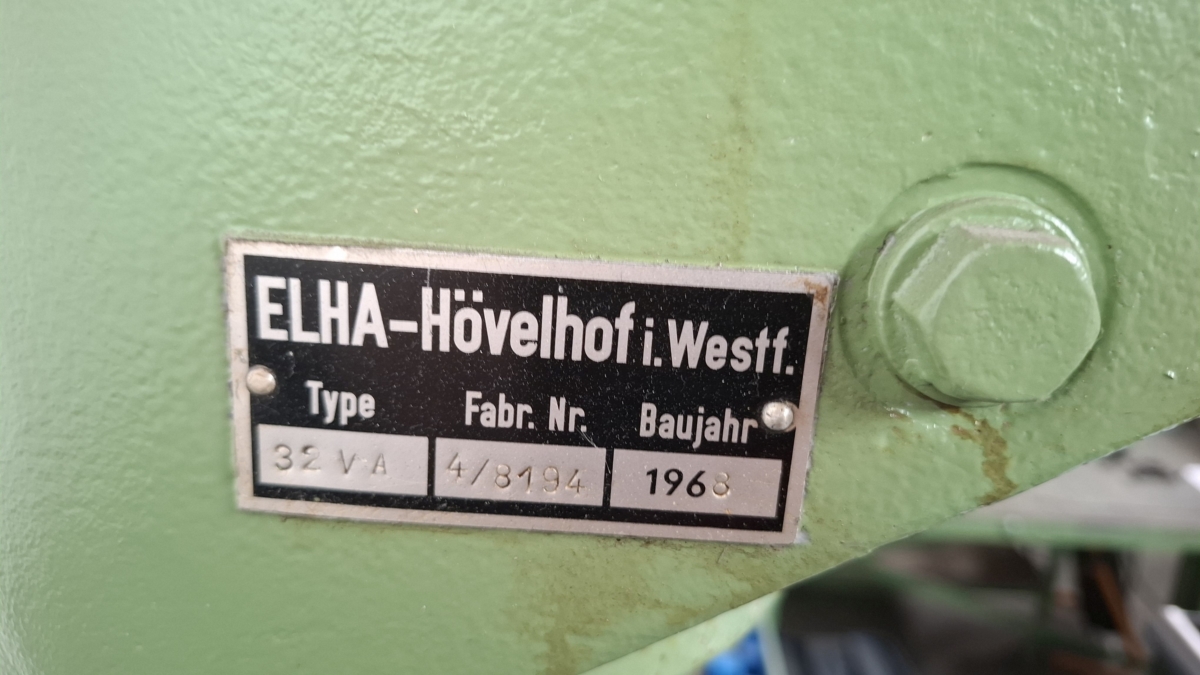 ELHA-Hövelhof i. Westf.
Type Fabr. Nr. Baujahr
32 VA 4/8194 1968